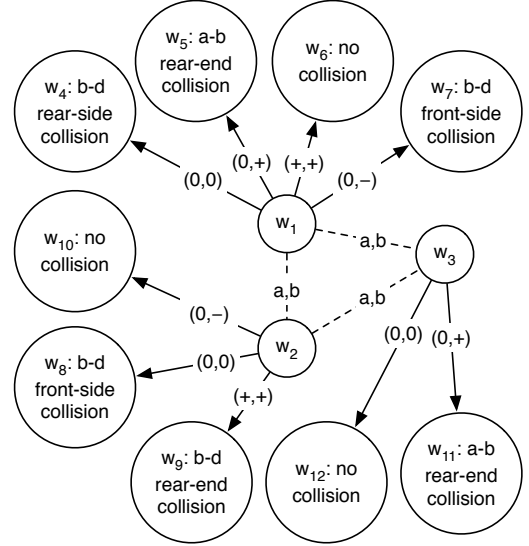 w5: a-b
rear-end
collision
w6: no
collision
w4: b-d
rear-side
collision
w7: b-d
front-side
collision
(0,0)
(0,+)
(+,+)
(0,−)
w1
w10: no
collision
a,b
w3
a,b
a,b
(0,−)
w2
(0,0)
(+,+)
(0,0)
(0,+)
w8: b-d
front-side
collision
w9: b-d
rear-end
collision
w12: no
collision
w11: a-b
rear-end
collision